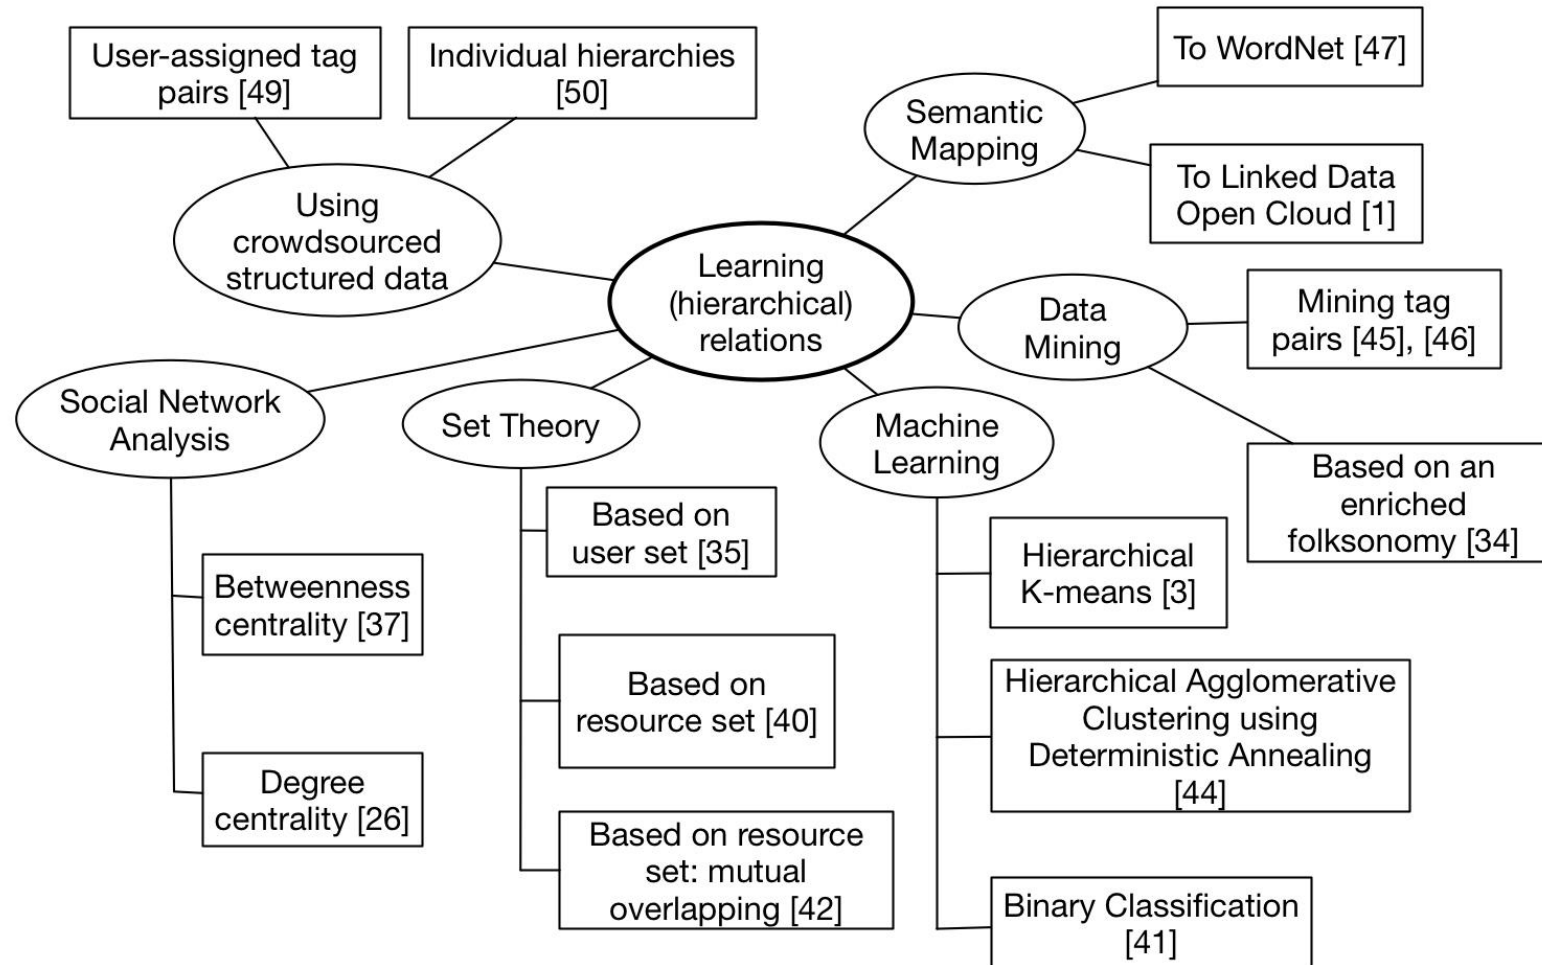 User-assigned tag
pairs [49]
Individual hierarchies
[50]
To WordNet [47]
Semantic
Mapping
To Linked Data
Open Cloud [1]
Using
crowdsourced
structured data
Learning
(hierarchical)
relations
Data
Mining
Mining tag
pairs [45], [46]
Social Network
Analysis
Set Theory
Machine
Learning
Based on an
enriched
folksonomy [34]
Based on
user set [35]
Hierarchical
K-means [3]
Betweenness
centrality [37]
Based on
resource set [40]
Hierarchical Agglomerative
Clustering using
Deterministic Annealing
[44]
Degree
centrality [26]
Based on resource
set: mutual
overlapping [42]
Binary Classification
[41]